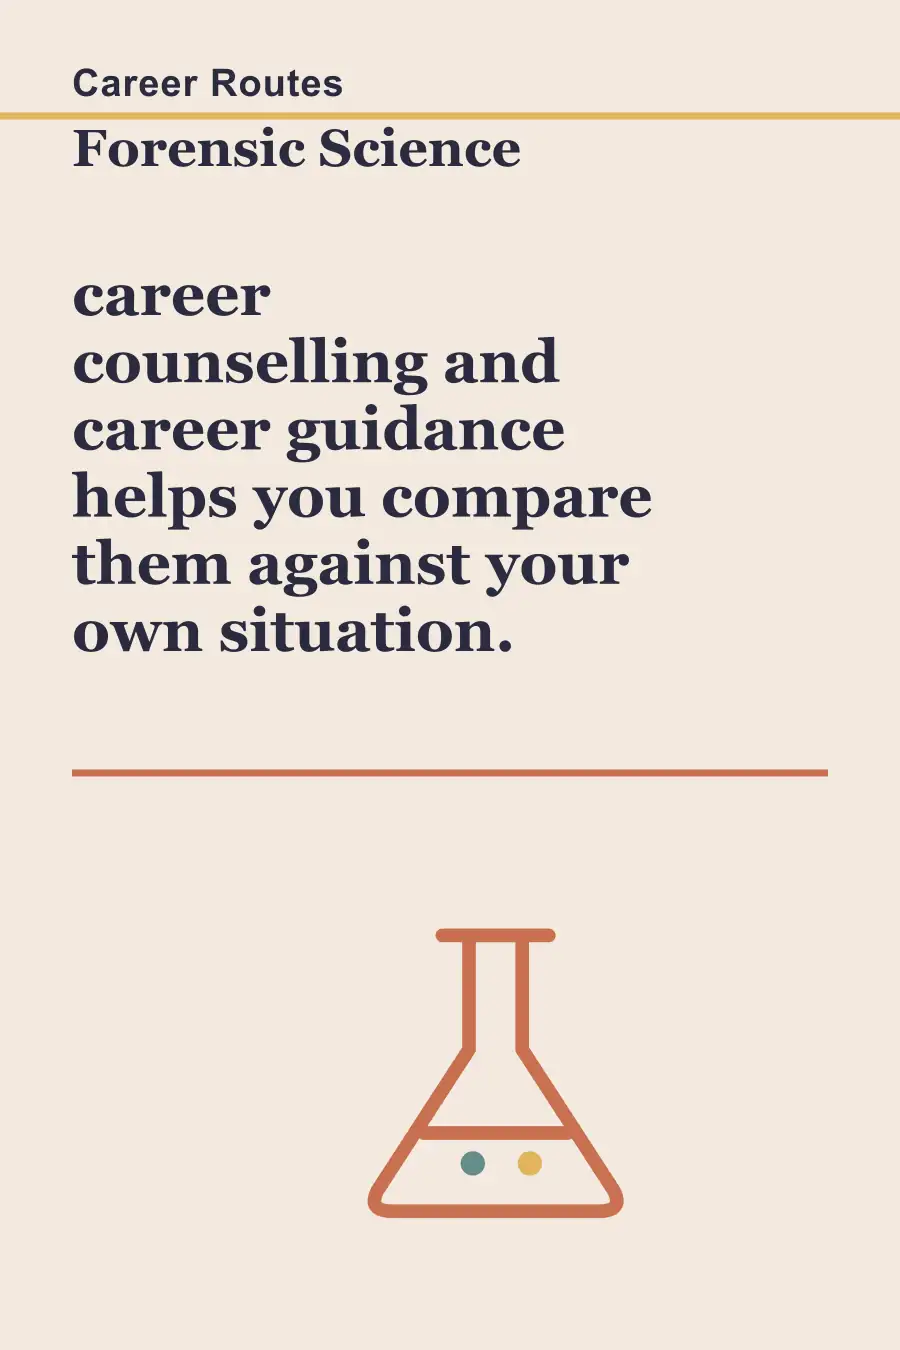 Career Routes
Forensic Science
career
counselling and
career guidance
helps you compare
them against your
own situation.